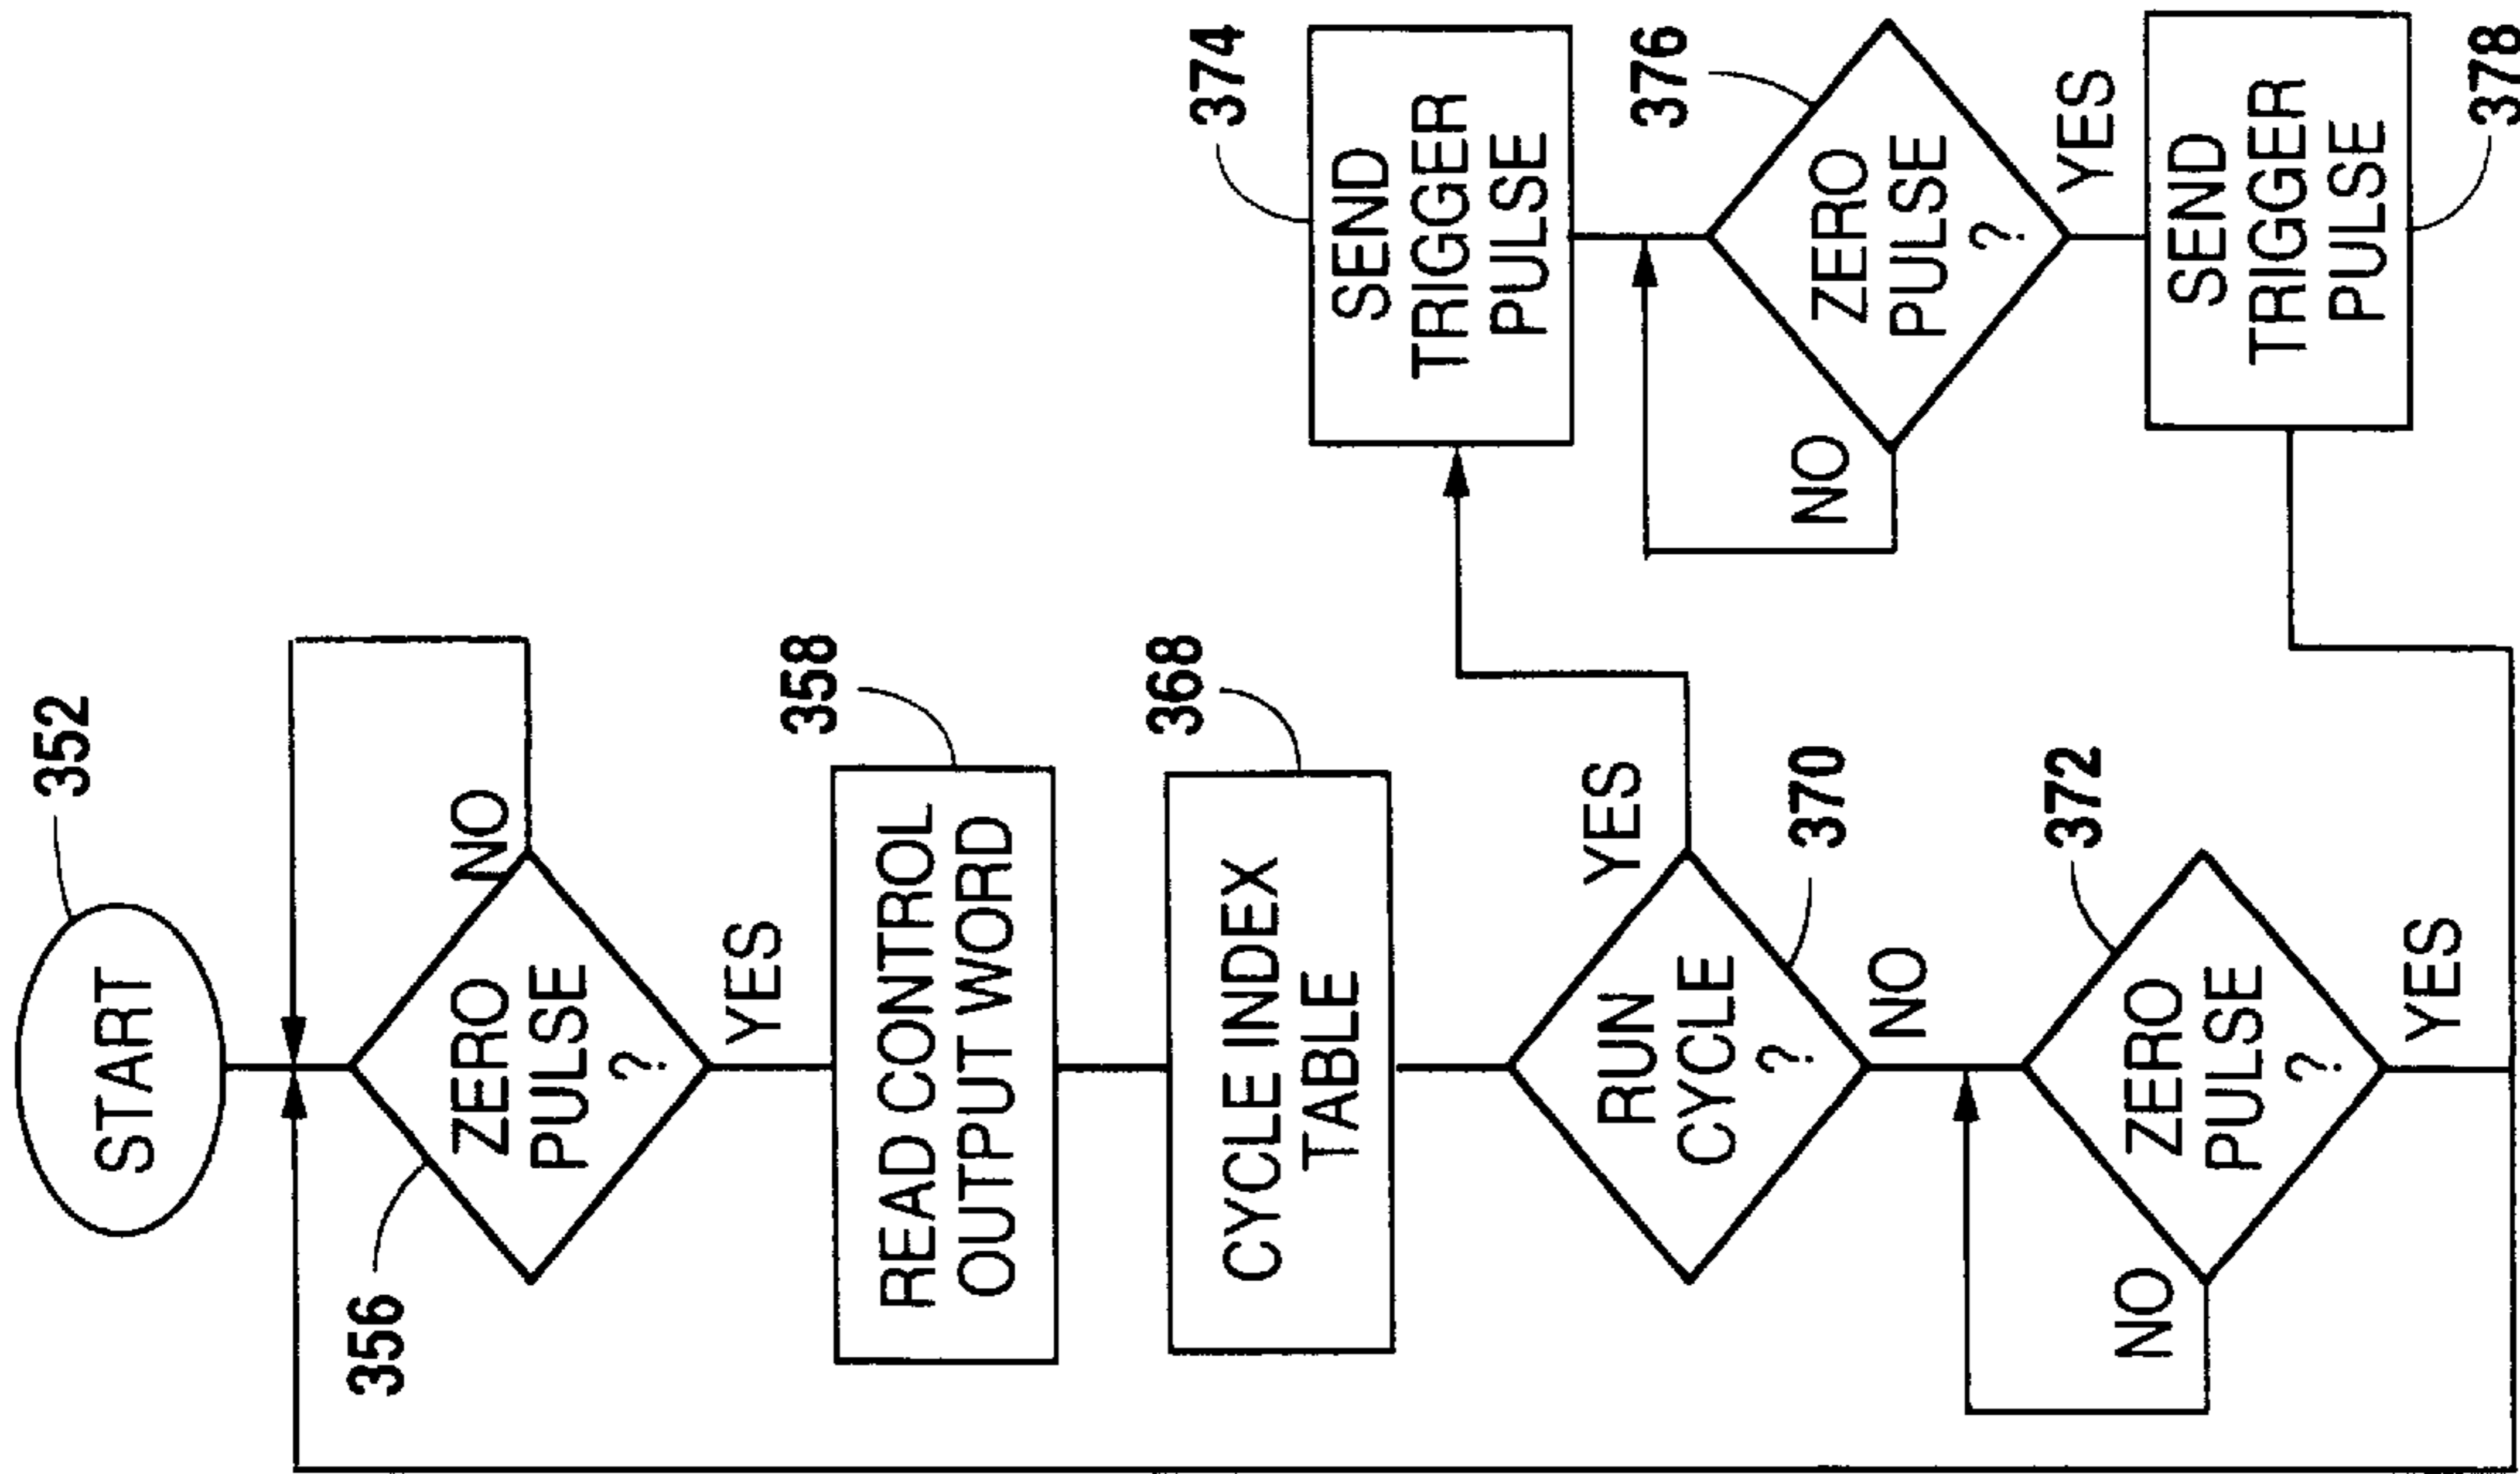 352
START
356
ZERO
PULSE
?
NO
YES
358
READ CONTROL
OUTPUT WORD
368
CYCLE INDEX
TABLE
370
RUN
CYCLE
?
YES
NO
372
ZERO
PULSE
?
NO
YES
374
SEND
TRIGGER
PULSE
376
ZERO
PULSE
?
NO
YES
SEND
TRIGGER
PULSE
378